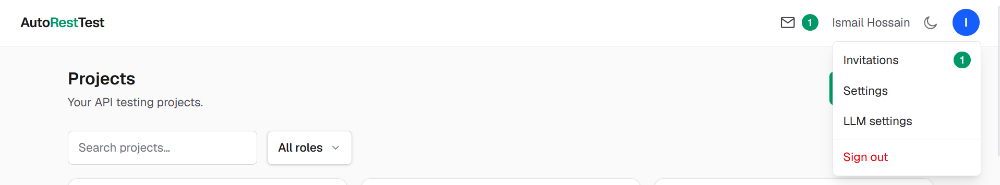 AutoRestTest
1
Ismail Hossain
I
Invitations 1
Settings
LLM settings
Sign out
Projects
Your API testing projects.
Search projects...
All roles